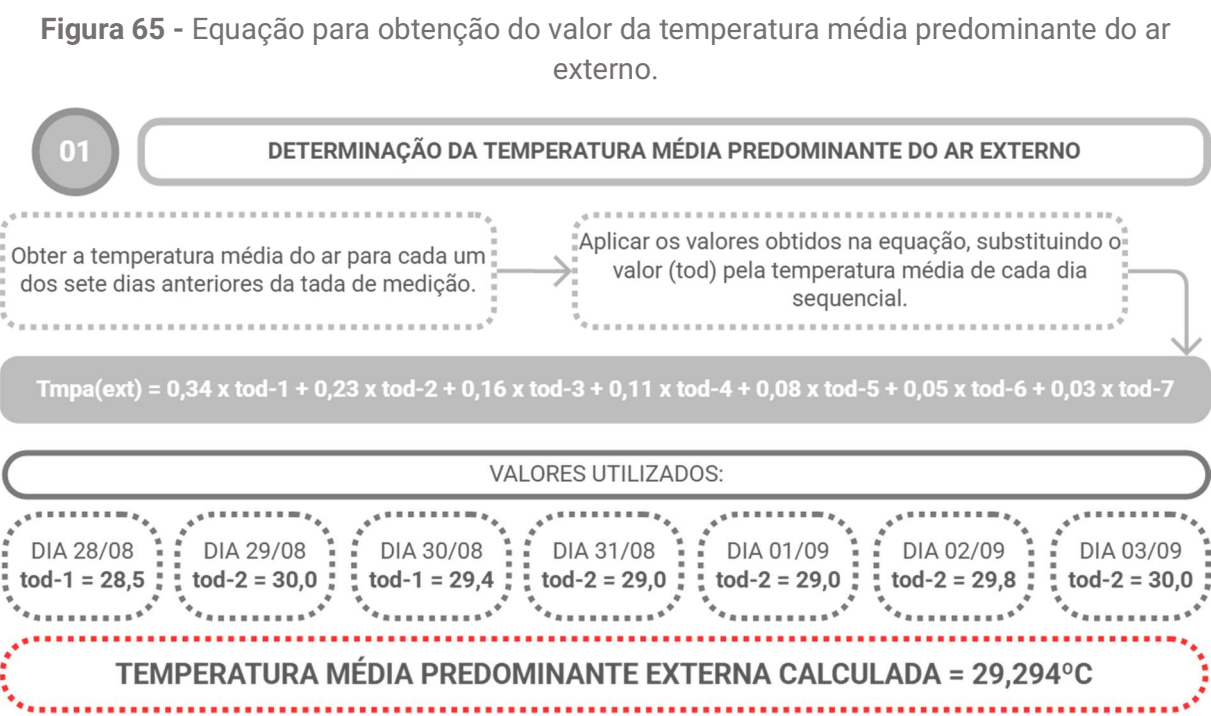 Figura 65 - Equação para obtenção do valor da temperatura média predominante do ar
externo.
01
DETERMINAÇÃO DA TEMPERATURA MÉDIA PREDOMINANTE DO AR EXTERNO
Obter a temperatura média do ar para cada um
dos sete dias anteriores da tada de medição.
Aplicar os valores obtidos na equação, substituindo o
valor (tod) pela temperatura média de cada dia
sequencial.
Tmpa(ext) = 0,34 x tod-1 + 0,23 x tod-2 + 0,16 x tod-3 + 0,11 x tod-4 + 0,08 x tod-5 + 0,05 x tod-6 + 0,03 x tod-7
VALORES UTILIZADOS:
DIA 28/08
tod-1 = 28,5
DIA 29/08
tod-2 = 30,0
DIA 30/08
tod-1 = 29,4
DIA 31/08
tod-2 = 29,0
DIA 01/09
tod-2 = 29,0
DIA 02/09
tod-2 = 29,8
DIA 03/09
tod-2 = 30,0
TEMPERATURA MÉDIA PREDOMINANTE EXTERNA CALCULADA = 29,294ºC